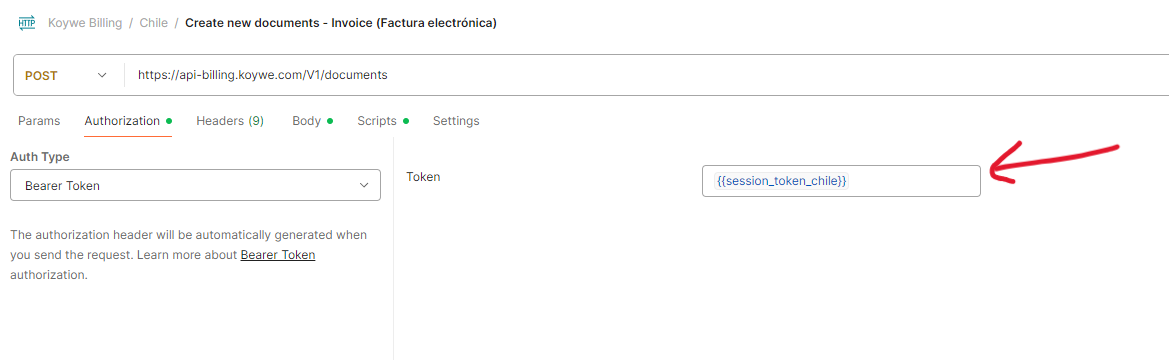 HTTP Koywe Billing / Chile / Create new documents - Invoice (Factura electrónica)
POST https://api-billing.koywe.com/V1/documents
Params Authorization Headers (9) Body Scripts Settings
Auth Type
Bearer Token
Token {{session_token_chile}}
The authorization header will be automatically generated when
you send the request. Learn more about Bearer Token
authorization.